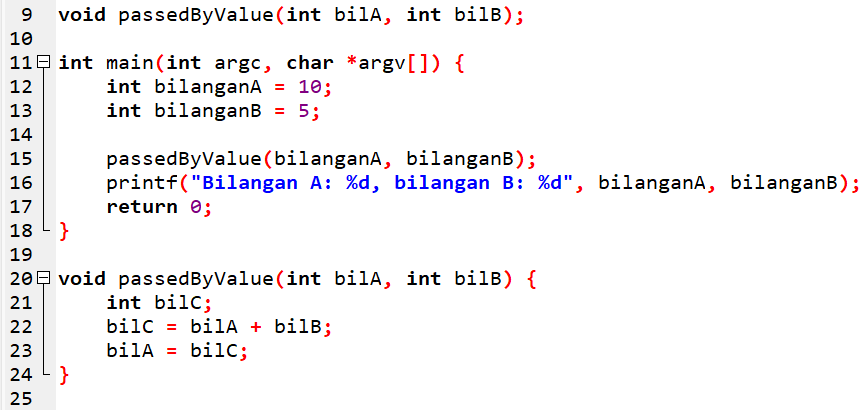 9 void passedByValue(int bilA, int bilB);
10
11 int main(int argc, char *argv[]) {
12     int bilanganA = 10;
13     int bilanganB = 5;
14
15     passedByValue(bilanganA, bilanganB);
16     printf("Bilangan A: %d, bilangan B: %d", bilanganA, bilanganB);
17     return 0;
18 }
19
20 void passedByValue(int bilA, int bilB) {
21     int bilC;
22     bilC = bilA + bilB;
23     bilA = bilC;
24 }
25